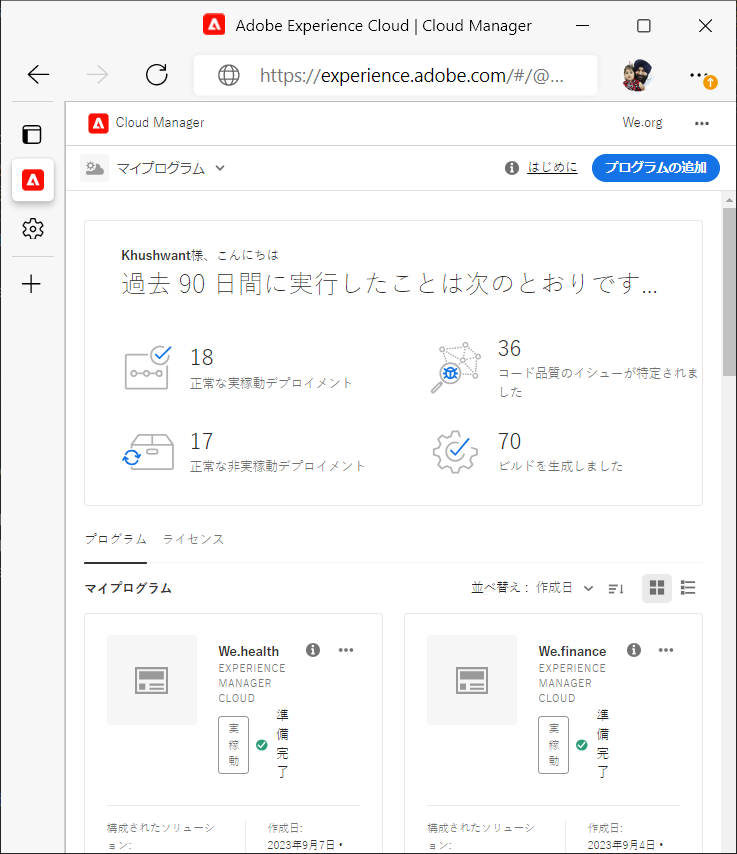 Adobe Experience Cloud | Cloud Manager
https://experience.adobe.com/#/@...
Cloud Manager
We.org
マイプログラム
はじめに
プログラムの追加
Khushwant様、こんにちは
過去 90 日間に実行したことは次のとおりです...
18
正常な実稼動デプロイメント
36
コード品質のイシューが特定されま
した
17
正常な非実稼動デプロイメント
70
ビルドを生成しました
プログラム
ライセンス
マイプログラム
並べ替え： 作成日
We.health
EXPERIENCE
MANAGER
CLOUD
実
稼
動
準
備
完
了
構成されたソリューショ
ン:
作成日:
2023年9月7日 •
We.finance
EXPERIENCE
MANAGER
CLOUD
実
稼
動
準
備
完
了
構成されたソリューショ
ン:
作成日:
2023年9月4日 •